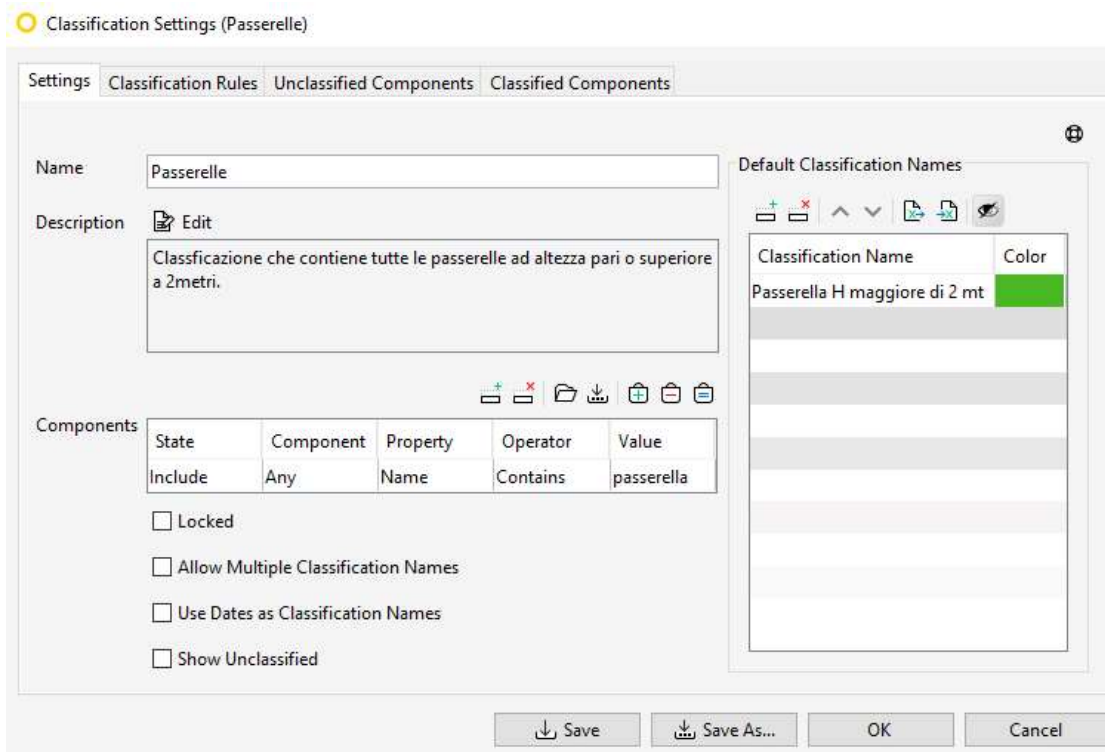 Classification Settings (Passerelle)
Settings Classification Rules Unclassified Components Classified Components
Name
Passerelle
Description
Edit
Classficazione che contiene tutte le passerelle ad altezza pari o superiore
a 2metri.
Components
State Component Property Operator Value
Include Any Name Contains passerella
Locked
Allow Multiple Classification Names
Use Dates as Classification Names
Show Unclassified
Default Classification Names
Classification Name Color
Passerella H maggiore di 2 mt
Save Save As... OK Cancel